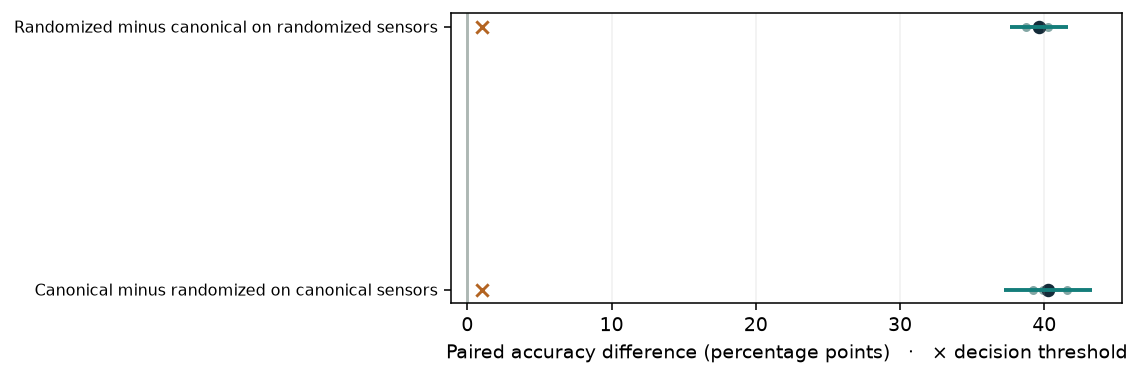 Randomized minus canonical on randomized sensors
Canonical minus randomized on canonical sensors
0 10 20 30 40
Paired accuracy difference (percentage points) · × decision threshold